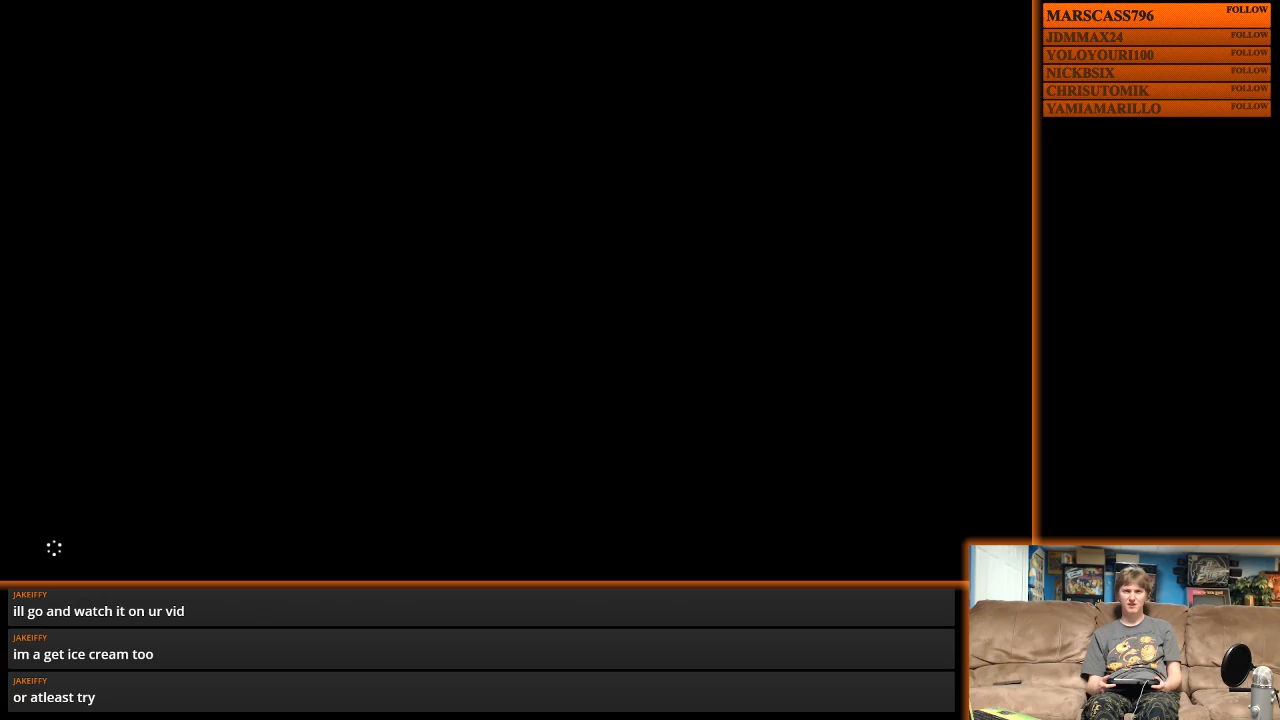 MARSCASS796 FOLLOW
JDMMAX24 FOLLOW
YOLOYOURI100 FOLLOW
NICKBSIX FOLLOW
CHRISUTOMIK FOLLOW
YAMIAMARILLO FOLLOW
JAKEIFFY
ill go and watch it on ur vid
JAKEIFFY
im a get ice cream too
JAKEIFFY
or atleast try